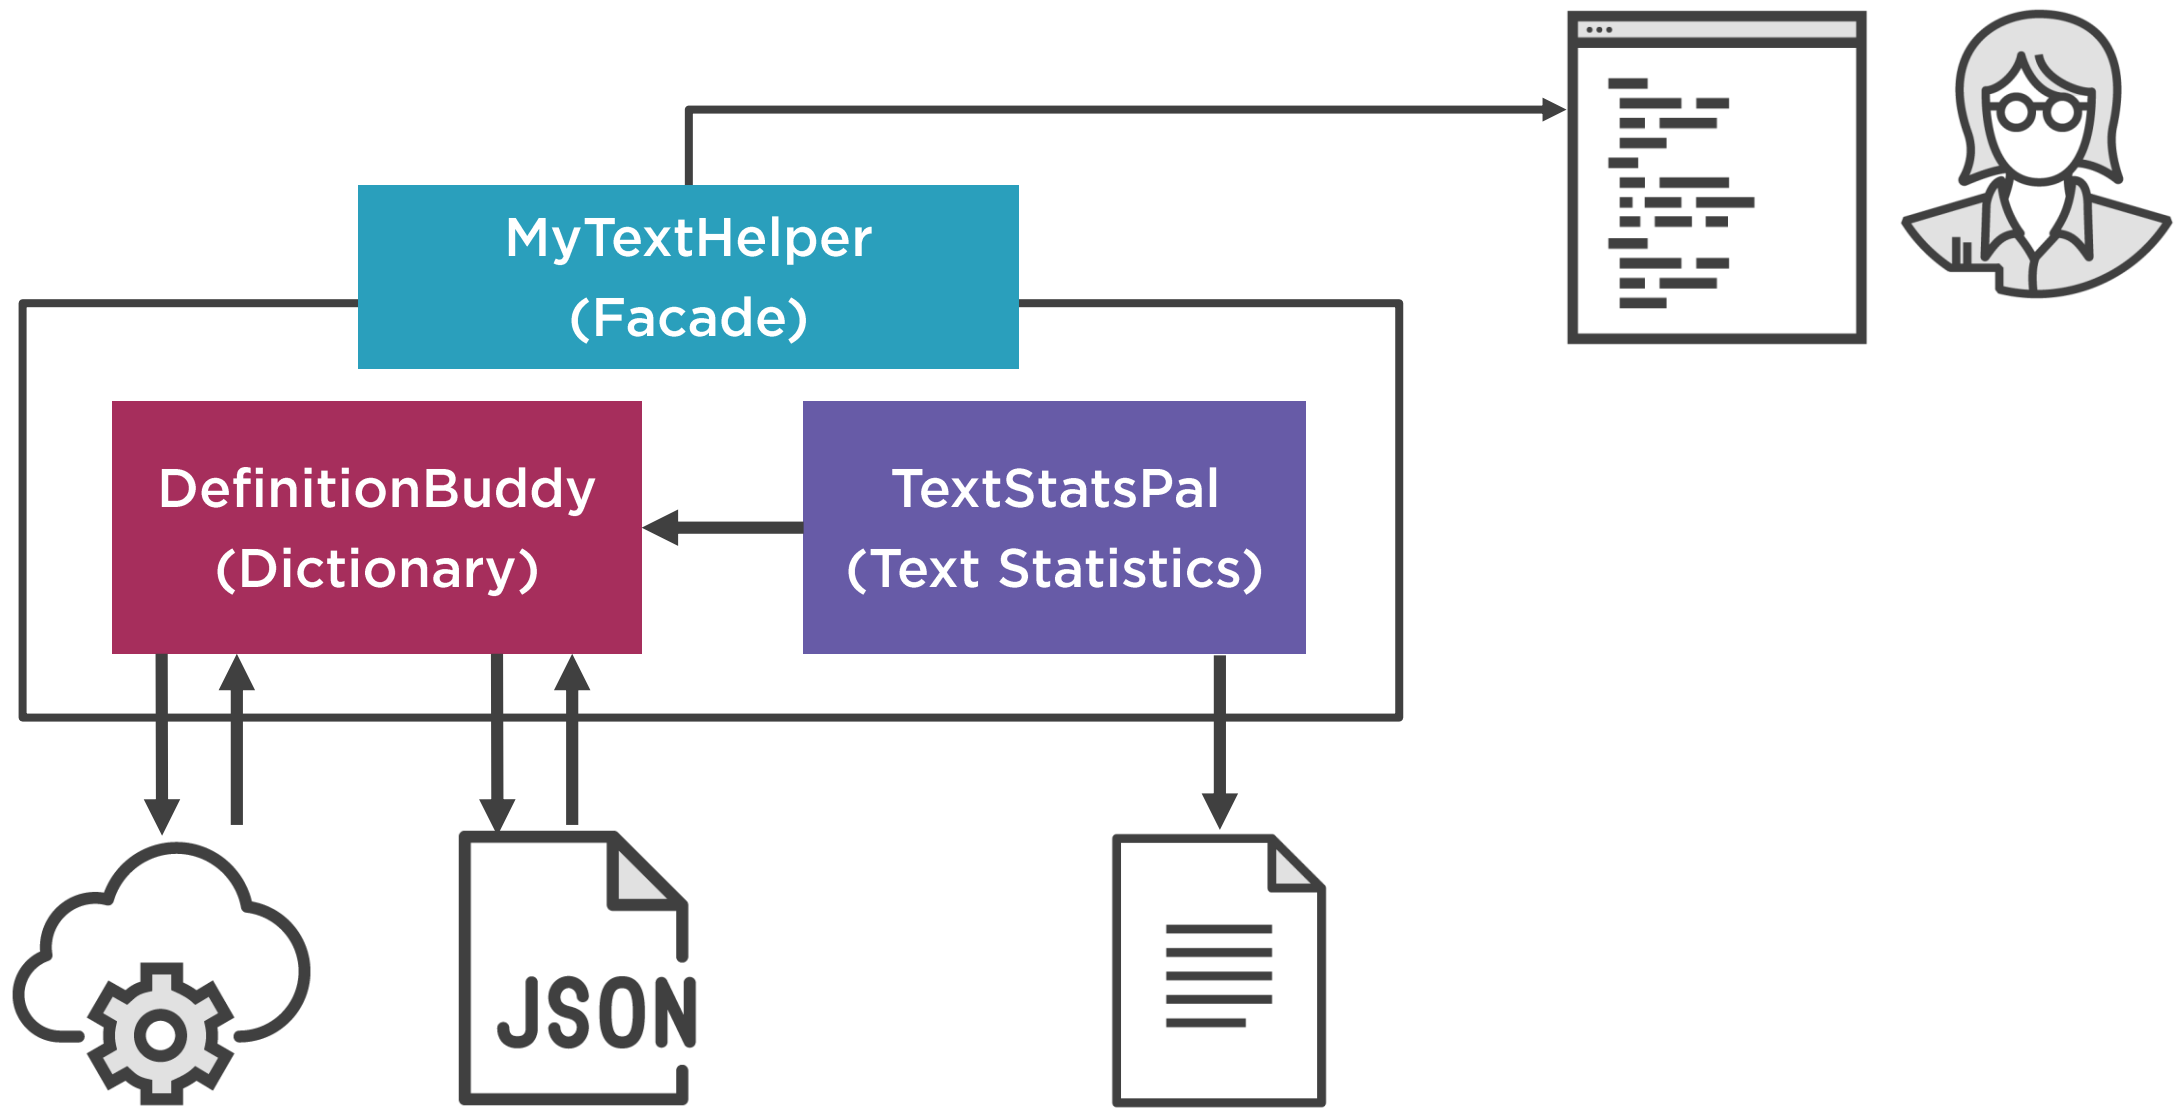 MyTextHelper
(Facade)
DefinitionBuddy
(Dictionary)
TextStatsPal
(Text Statistics)
JSON